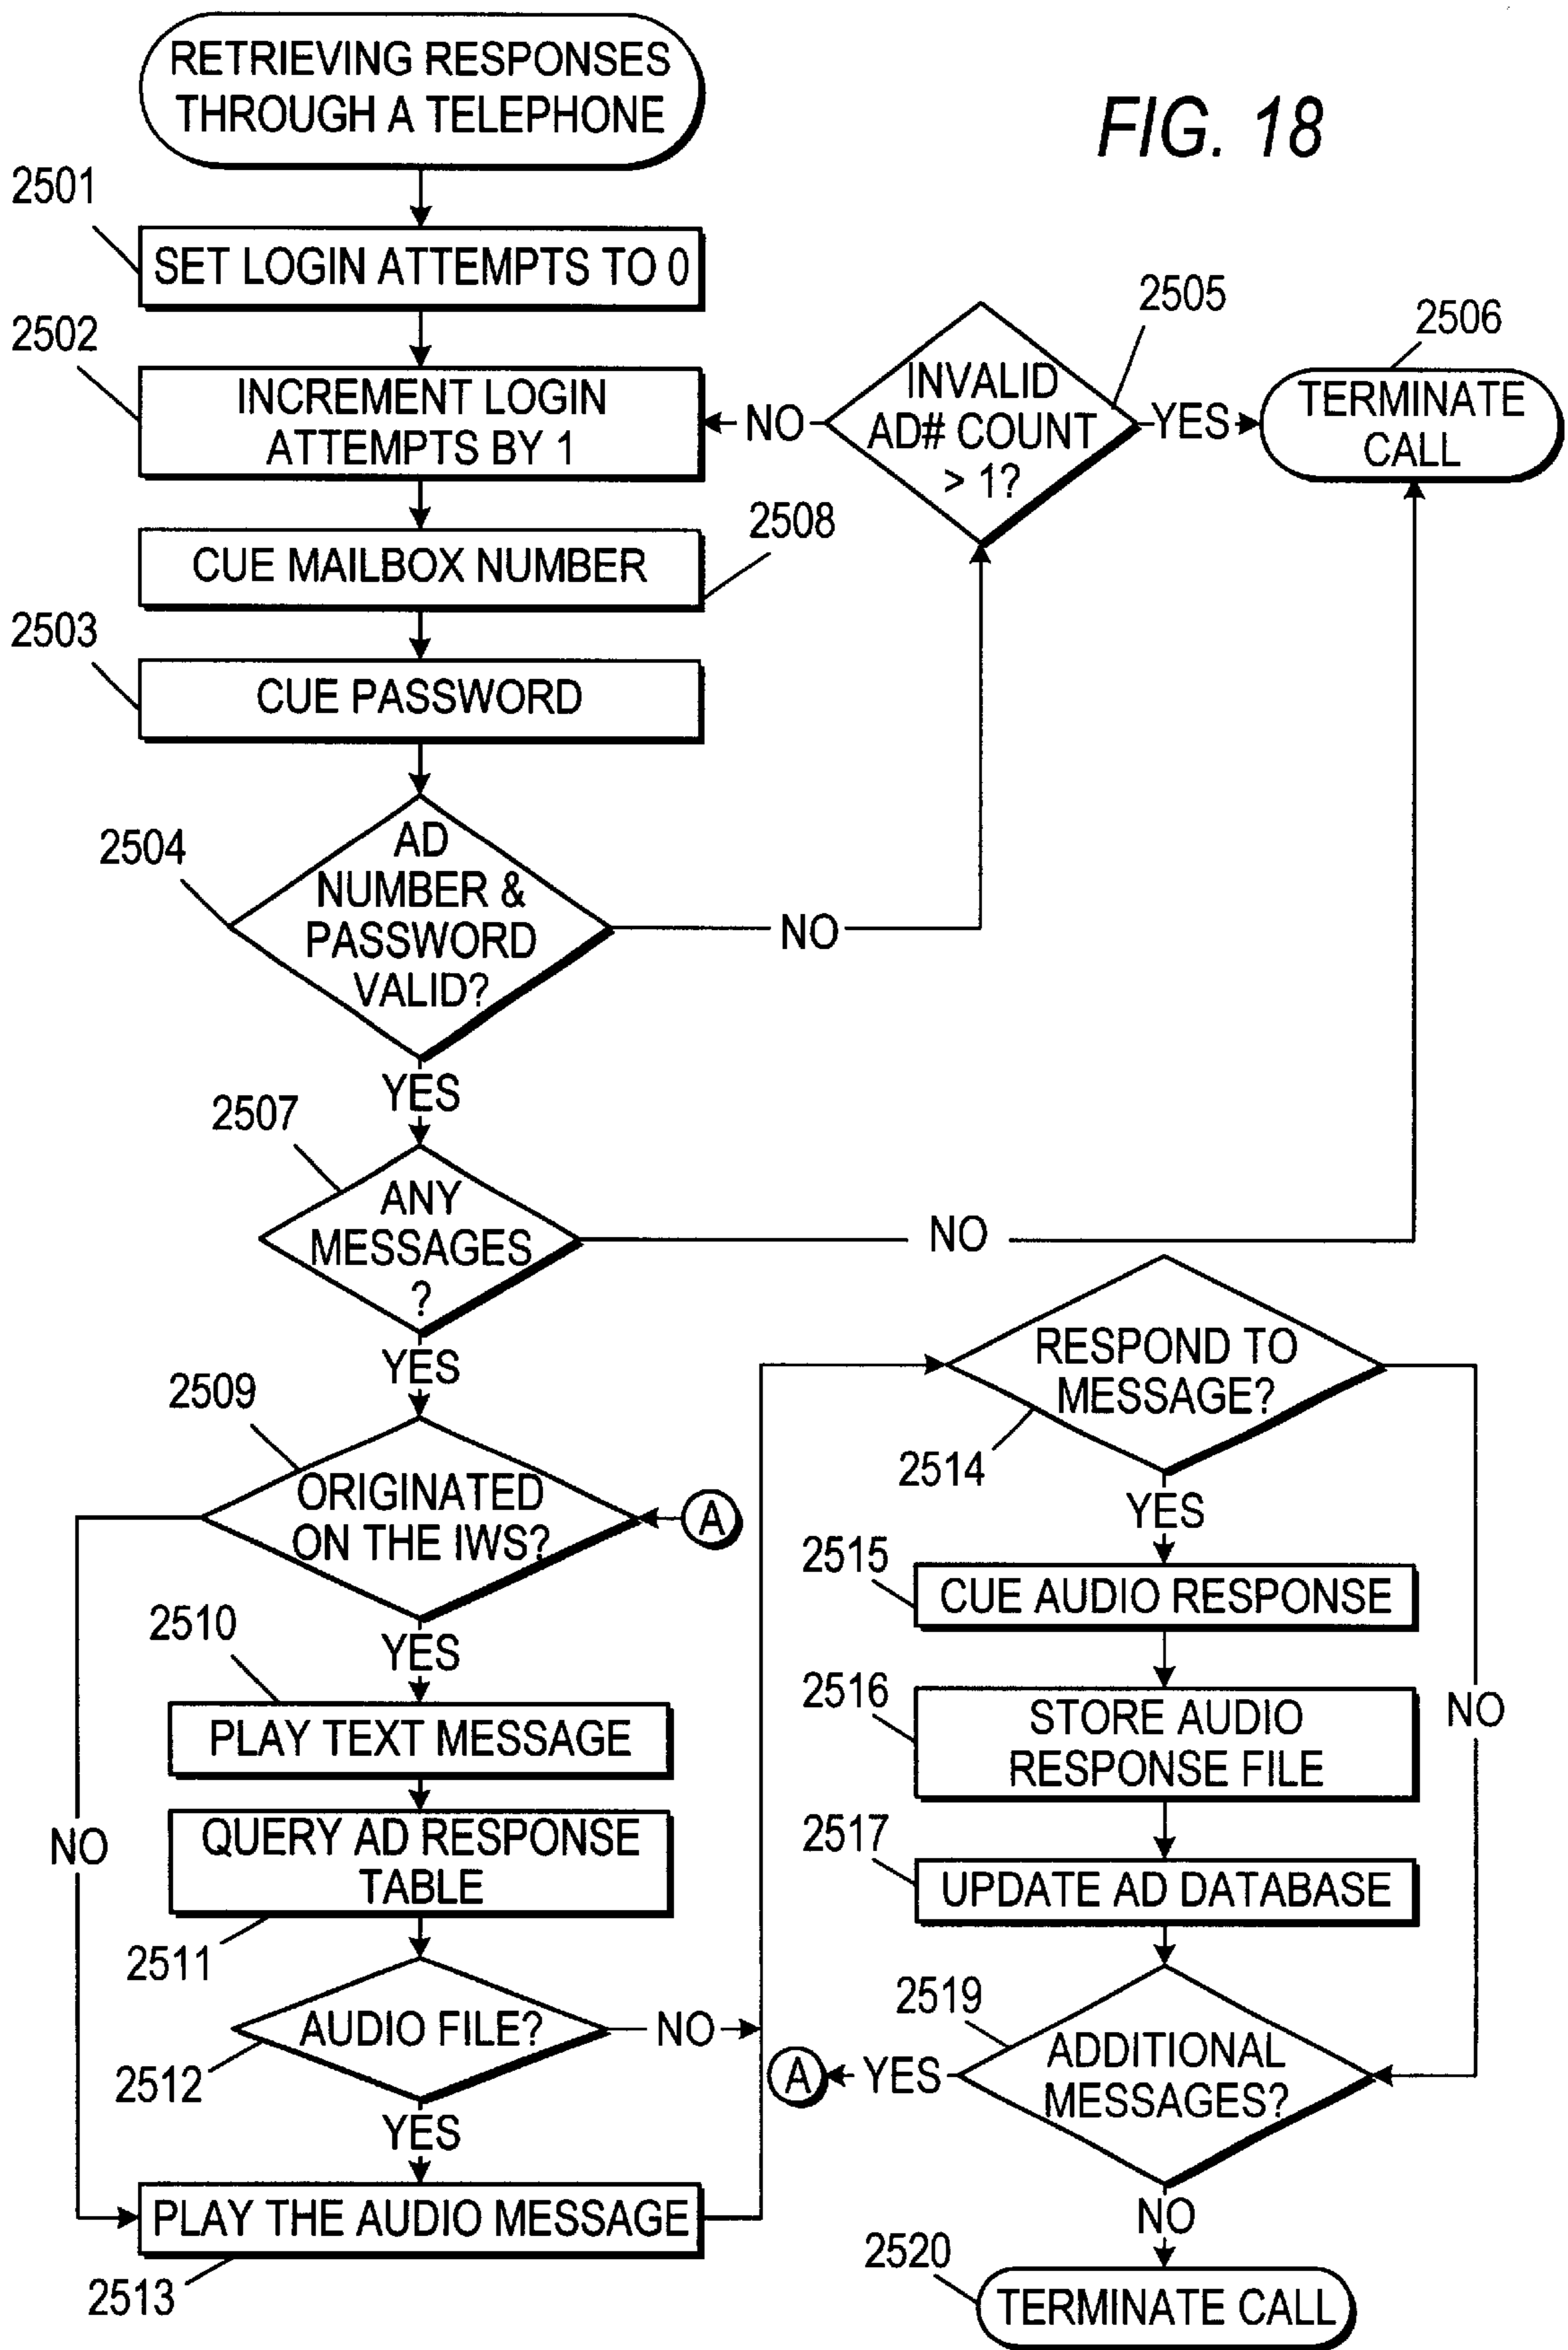 RETRIEVING RESPONSES
THROUGH A TELEPHONE
FIG. 18
2501
SET LOGIN ATTEMPTS TO 0
2502
INCREMENT LOGIN
ATTEMPTS BY 1
NO
INVALID
AD# COUNT
> 1?
2505
YES
2506
TERMINATE
CALL
2508
CUE MAILBOX NUMBER
2503
CUE PASSWORD
2504
AD
NUMBER &
PASSWORD
VALID?
NO
YES
2507
ANY
MESSAGES
?
NO
YES
2509
ORIGINATED
ON THE IWS?
A
NO
YES
2510
PLAY TEXT MESSAGE
QUERY AD RESPONSE
TABLE
2511
AUDIO FILE?
2512
NO
YES
PLAY THE AUDIO MESSAGE
2513
RESPOND TO
MESSAGE?
2514
YES
NO
2515
CUE AUDIO RESPONSE
2516
STORE AUDIO
RESPONSE FILE
2517
UPDATE AD DATABASE
2519
ADDITIONAL
MESSAGES?
YES
A
NO
2520
TERMINATE CALL